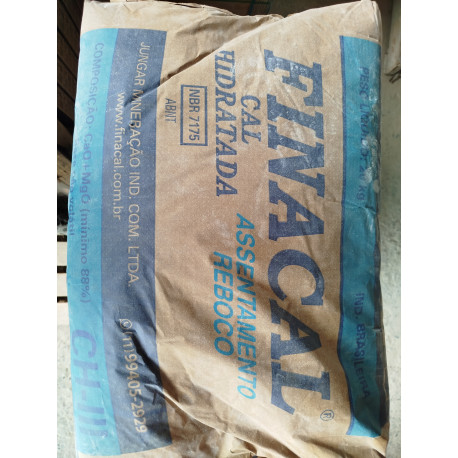 IND. BRASILEIRA
FINACAL®
CAL
HIDRATADA
NBR 7175
ABNT
ASSENTAMENTO
REBOCO
JUNGAR MINERAÇÃO IND. COM. LTDA.
www.finacal.com.br
COMPOSIÇÃO: CaO+MgO (mínimo 88%)
CH-III